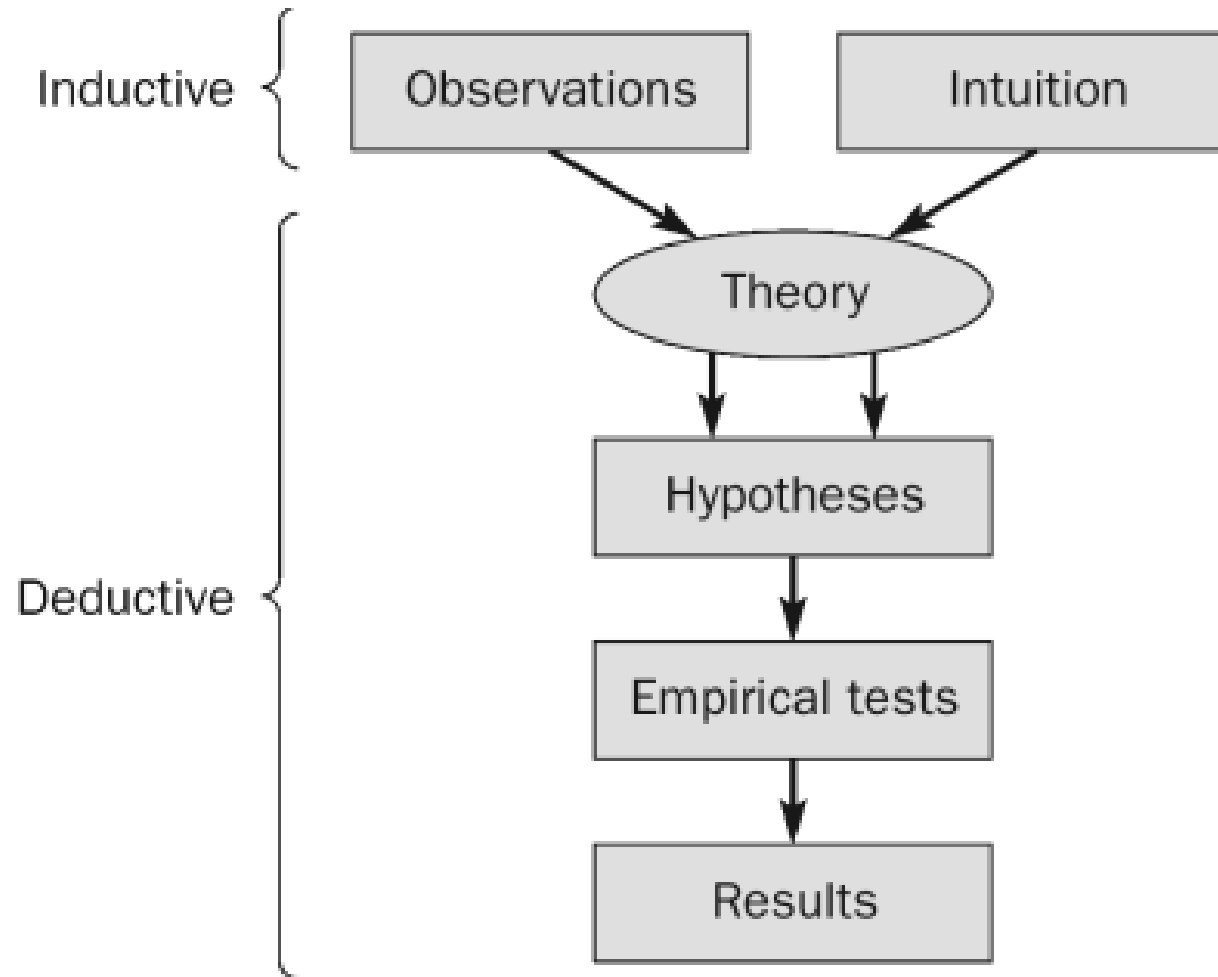 Inductive
Observations
Intuition
Theory
Hypotheses
Deductive
Empirical tests
Results